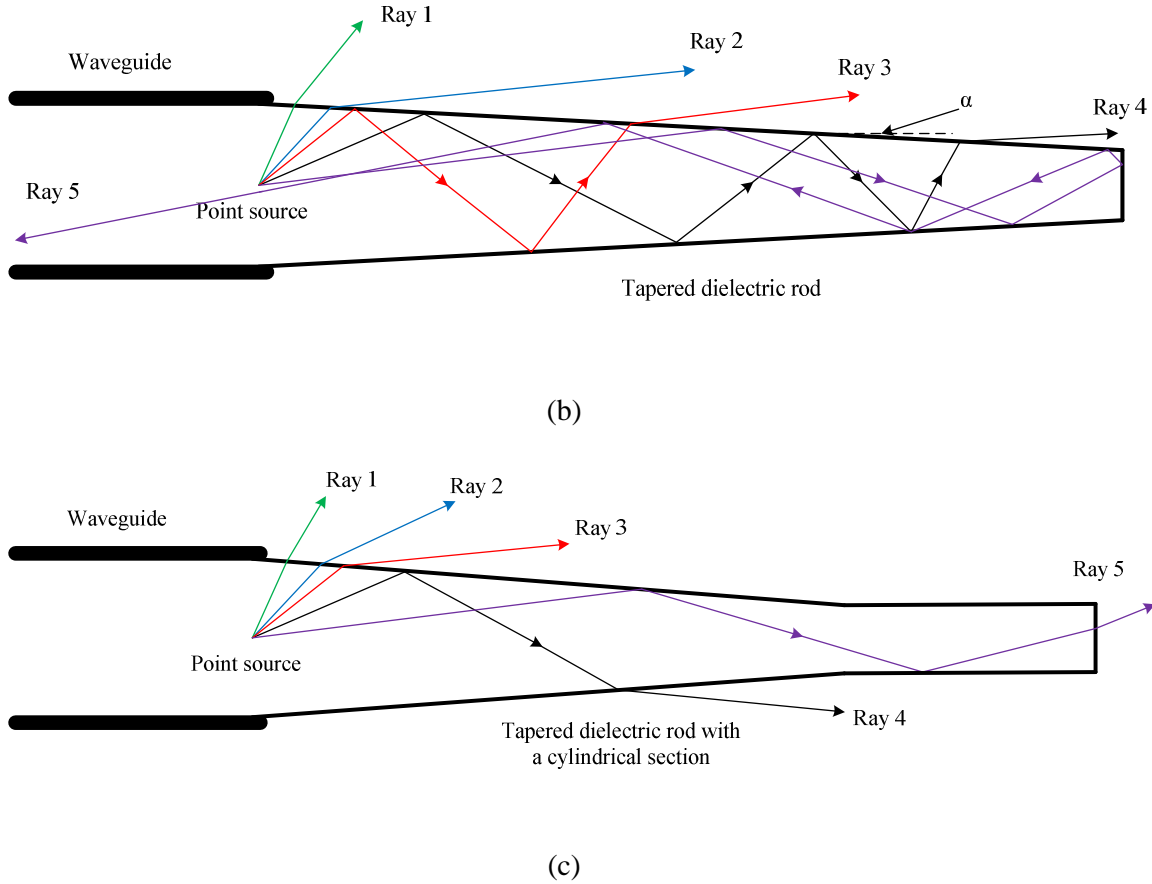 Ray 1
Ray 2
Waveguide
Ray 3
α
Ray 4
Ray 5
Point source
Tapered dielectric rod
(b)
Ray 1
Ray 2
Waveguide
Ray 3
Ray 5
Point source
Ray 4
Tapered dielectric rod with
a cylindrical section
(c)